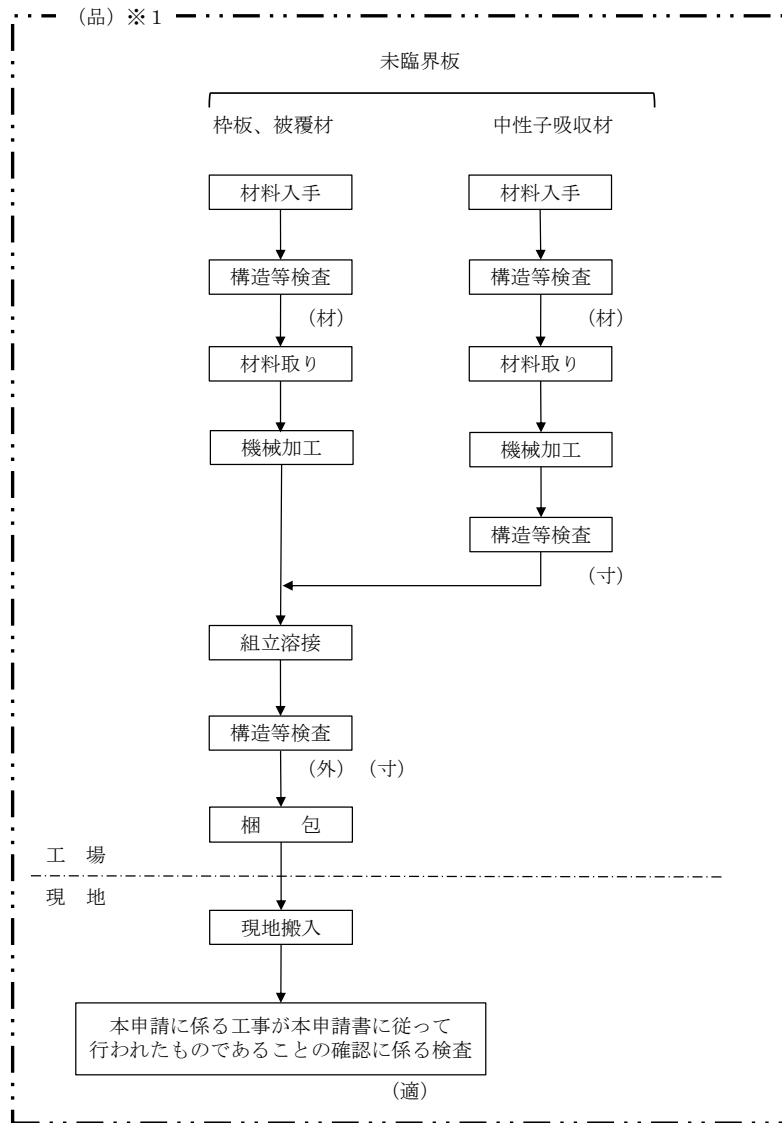 （品）※１
未臨界板
枠板、被覆材
中性子吸収材
材料入手
材料入手
構造等検査
構造等検査
（材）
（材）
材料取り
材料取り
機械加工
機械加工
構造等検査
（寸）
組立溶接
構造等検査
（外）（寸）
梱　　包
工　場
現　地
現地搬入
本申請に係る工事が本申請書に従って
行われたものであることの確認に係る検査
（適）